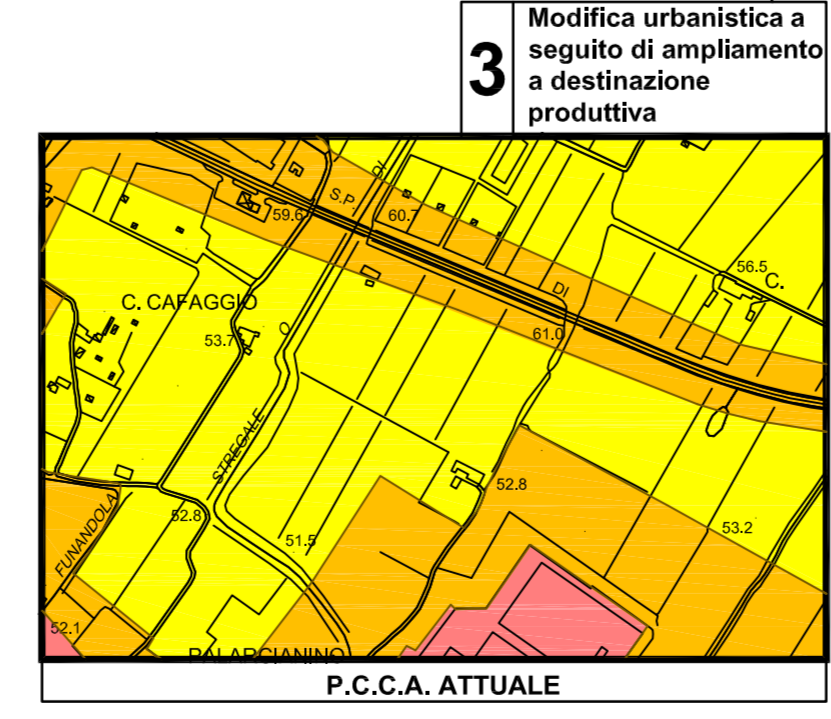 3
Modifica urbanistica a
seguito di ampliamento
a destinazione
produttiva
S.P.
DI
59.6
60.7
56.5
C.
DI
C. CAFAGGIO
61.0
53.7
STREGALE
52.8
52.8
53.2
FUNANDOLA
51.5
52.1
PALARCIANINO
P.C.C.A. ATTUALE